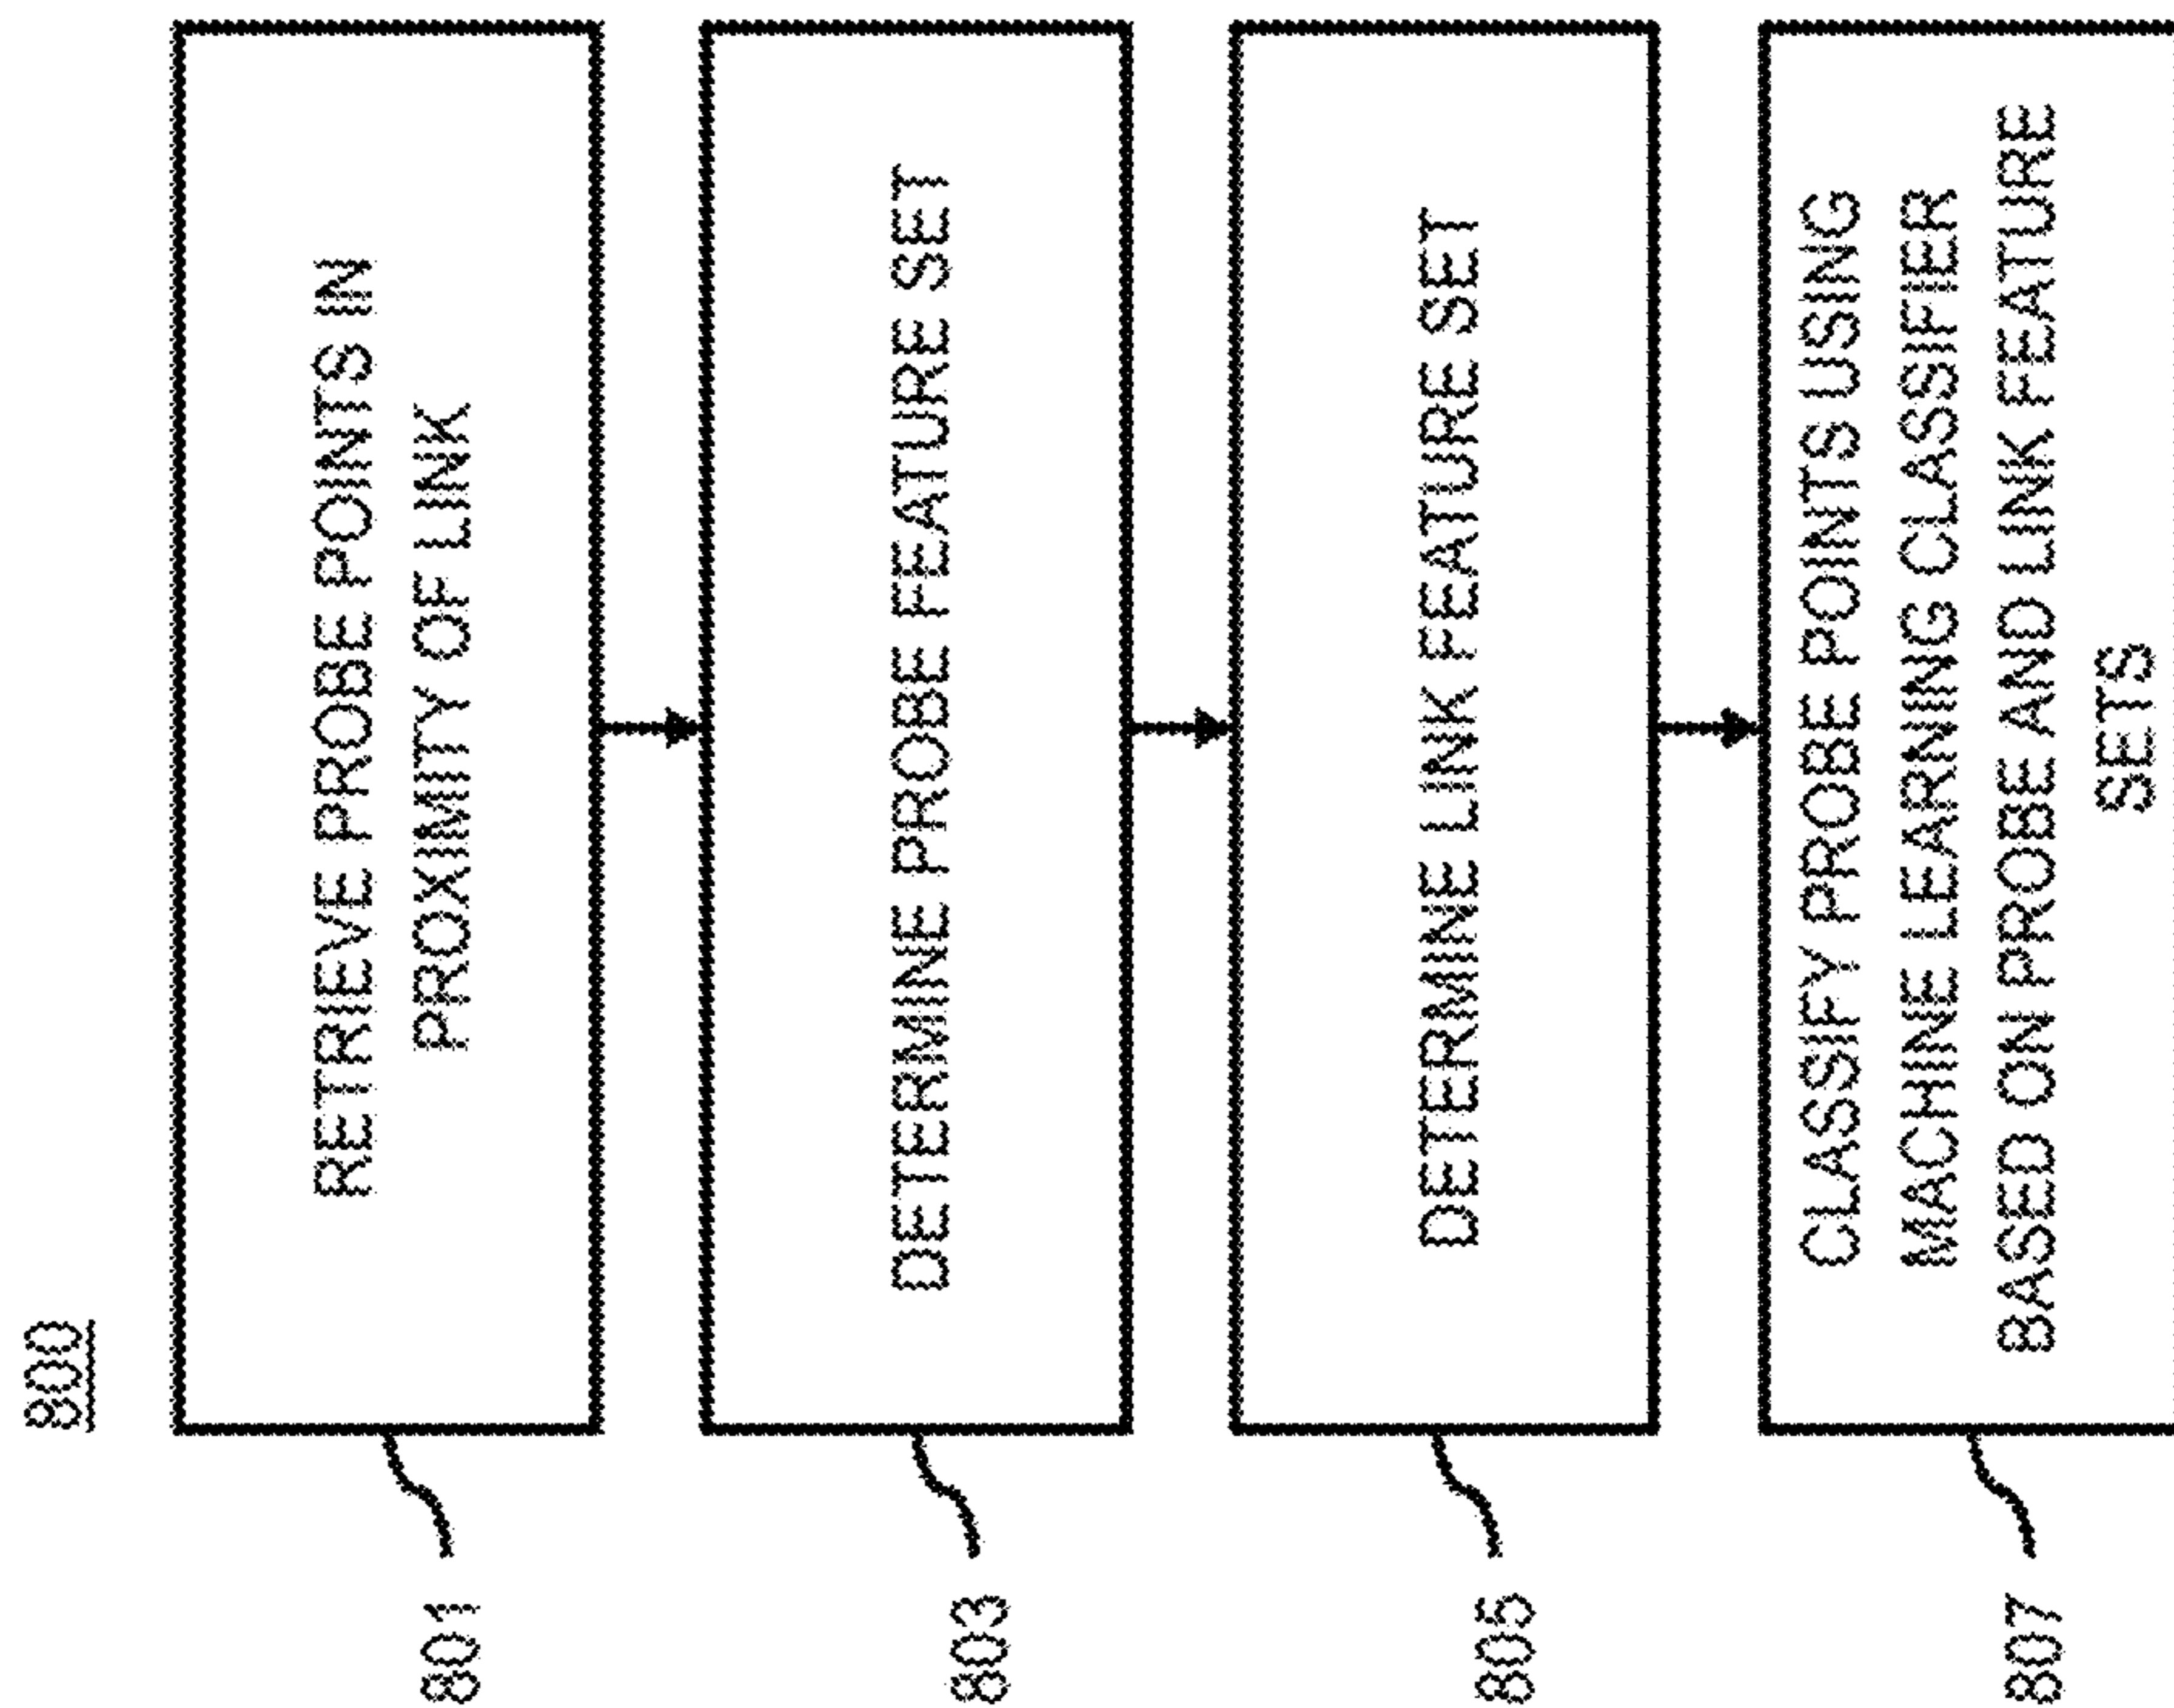 800
801
RETRIEVE PROBE POINTS IN
PROXIMITY OF LINK
803
DETERMINE PROBE FEATURE SET
805
DETERMINE LINK FEATURE SET
807
CLASSIFY PROBE POINTS USING
MACHINE LEARNING CLASSIFIER
BASED ON PROBE AND LINK FEATURE
SETS